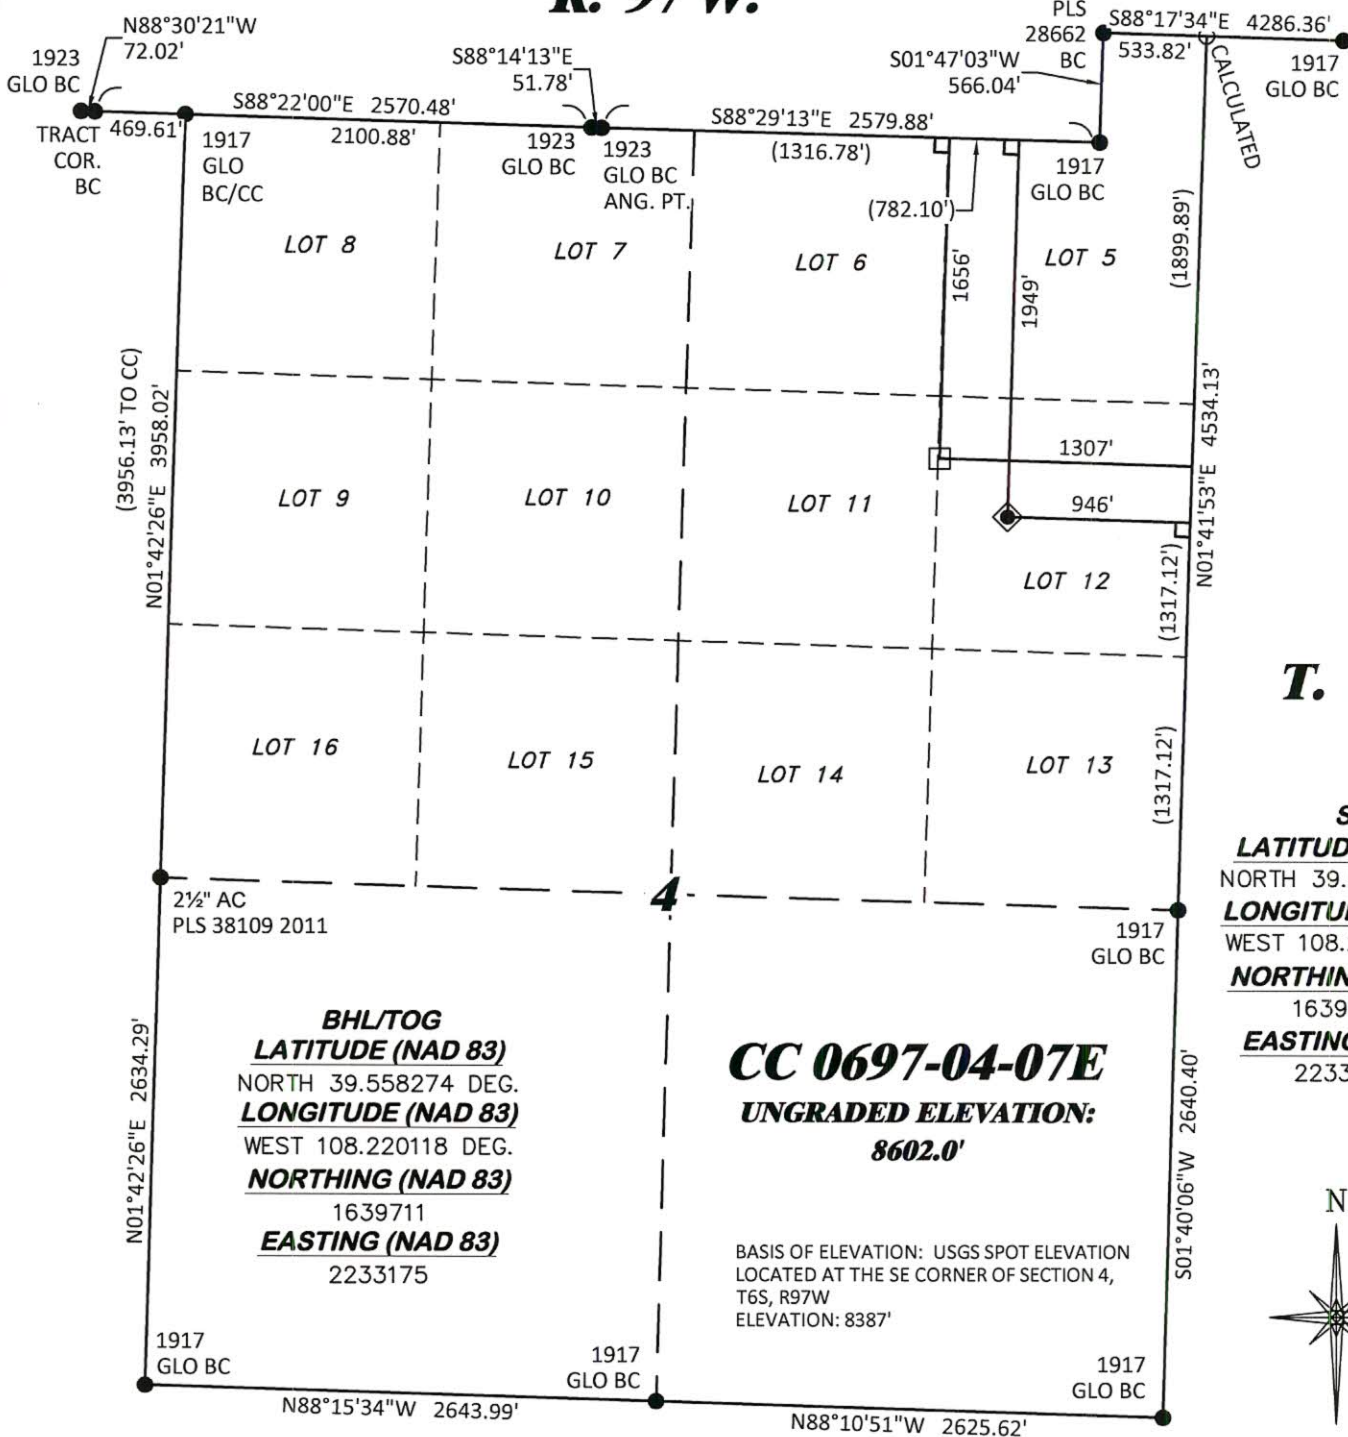 R. 97 W.
N88°30'21"W
72.02'
1923
GLO BC
TRACT
COR.
BC
469.61'
S88°22'00"E 2570.48'
2100.88'
1917
GLO
BC/CC
S88°14'13"E
51.78'
1923
GLO BC
1923
GLO BC
ANG. PT.
S88°29'13"E 2579.88'
(1316.78')
(782.10')
S01°47'03"W
566.04'
PLS
28662
BC
S88°17'34"E 4286.36'
533.82'
CALCULATED
1917
GLO BC
1917
GLO BC
LOT 8
LOT 7
LOT 6
LOT 5
1656'
1949'
(1899.89')
(3956.13' TO CC)
N01°42'26"E 3958.02'
N01°41'53"E 4534.13'
1307'
946'
LOT 9
LOT 10
LOT 11
LOT 12
(1317.12')
LOT 16
LOT 15
LOT 14
LOT 13
(1317.12')
T.
4
2½" AC
PLS 38109 2011
1917
GLO BC
S
LATITUD
NORTH 39.
LONGITU
WEST 108.
NORTHIN
1639
EASTING
2233
BHL/TOG
LATITUDE (NAD 83)
NORTH 39.558274 DEG.
LONGITUDE (NAD 83)
WEST 108.220118 DEG.
NORTHING (NAD 83)
1639711
EASTING (NAD 83)
2233175
CC 0697-04-07E
UNGRADED ELEVATION:
8602.0'
BASIS OF ELEVATION: USGS SPOT ELEVATION
LOCATED AT THE SE CORNER OF SECTION 4,
T6S, R97W
ELEVATION: 8387'
N01°42'26"E 2634.29'
S01°40'06"W 2640.40'
N
1917
GLO BC
1917
GLO BC
1917
GLO BC
N88°15'34"W 2643.99'
N88°10'51"W 2625.62'